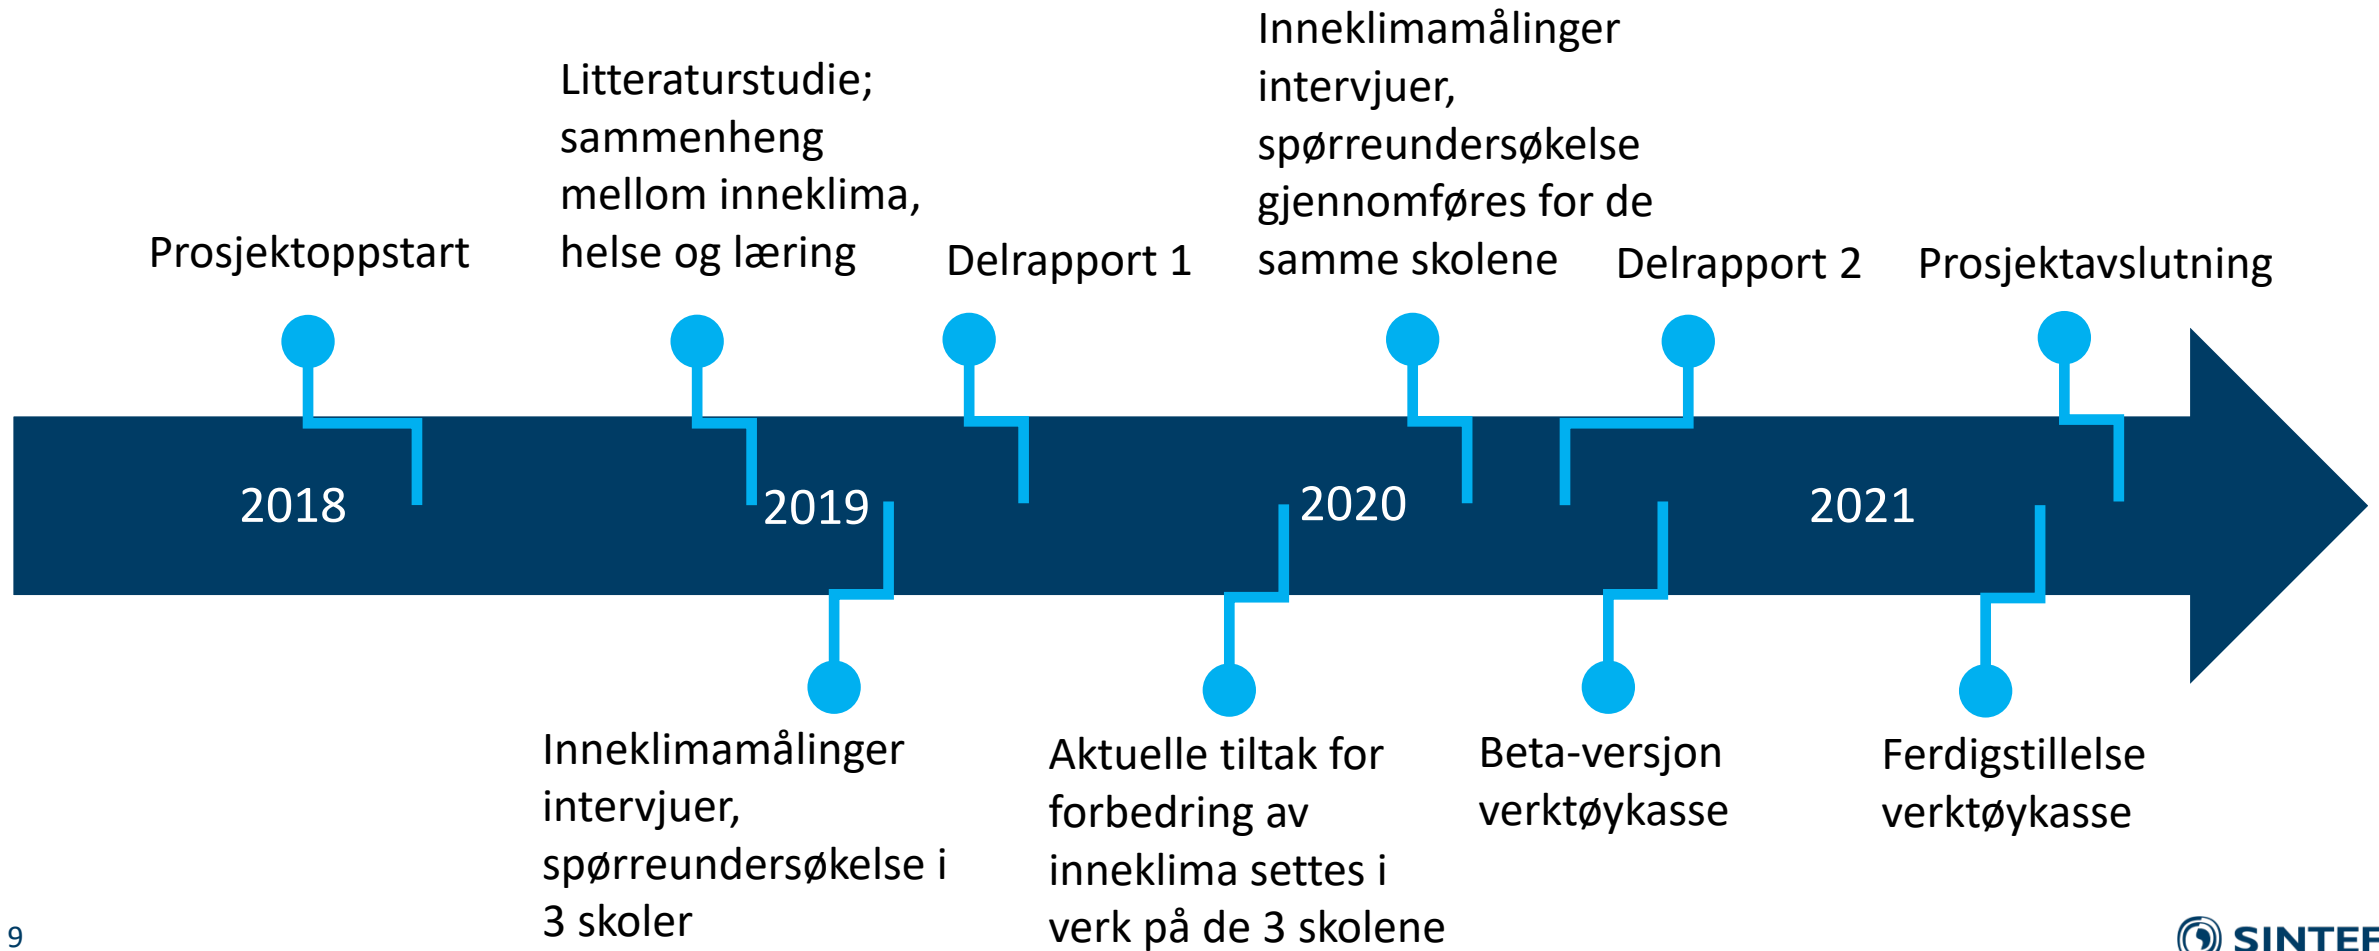 Prosjektoppstart
Litteraturstudie;
sammenheng
mellom inneklima,
helse og læring
Delrapport 1
Inneklimamålinger
intervjuer,
spørreundersøkelse
gjennomføres for de
samme skolene
Delrapport 2
Prosjektavslutning
2018
2019
2020
2021
Inneklimamålinger
intervjuer,
spørreundersøkelse i
3 skoler
Aktuelle tiltak for
forbedring av
inneklima settes i
verk på de 3 skolene
Beta-versjon
verktøykasse
Ferdigstillelse
verktøykasse
9
SINTEF